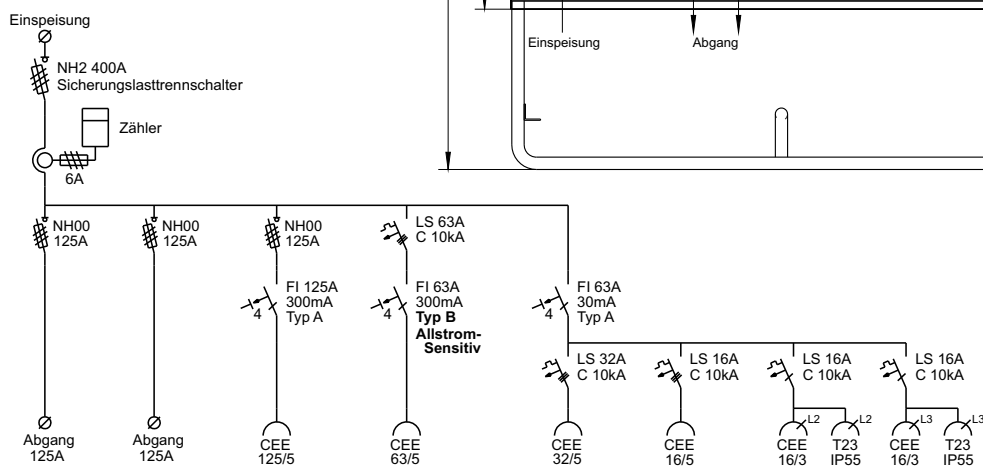 Einspeisung
NH2 400A
Sicherungslasttrennschalter
Zähler
6A
Einspeisung
Abgang
NH00
125A
NH00
125A
NH00
125A
LS 63A
C 10kA
FI 125A
300mA
Typ A
4
FI 63A
300mA
Typ B
Allstrom-
Sensitiv
4
FI 63A
30mA
Typ A
4
LS 32A
C 10kA
LS 16A
C 10kA
LS 16A
C 10kA
LS 16A
C 10kA
L2
L2
L3
L3
Abgang
125A
Abgang
125A
CEE
125/5
CEE
63/5
CEE
32/5
CEE
16/5
CEE
16/3
T23
IP55
CEE
16/3
T23
IP55